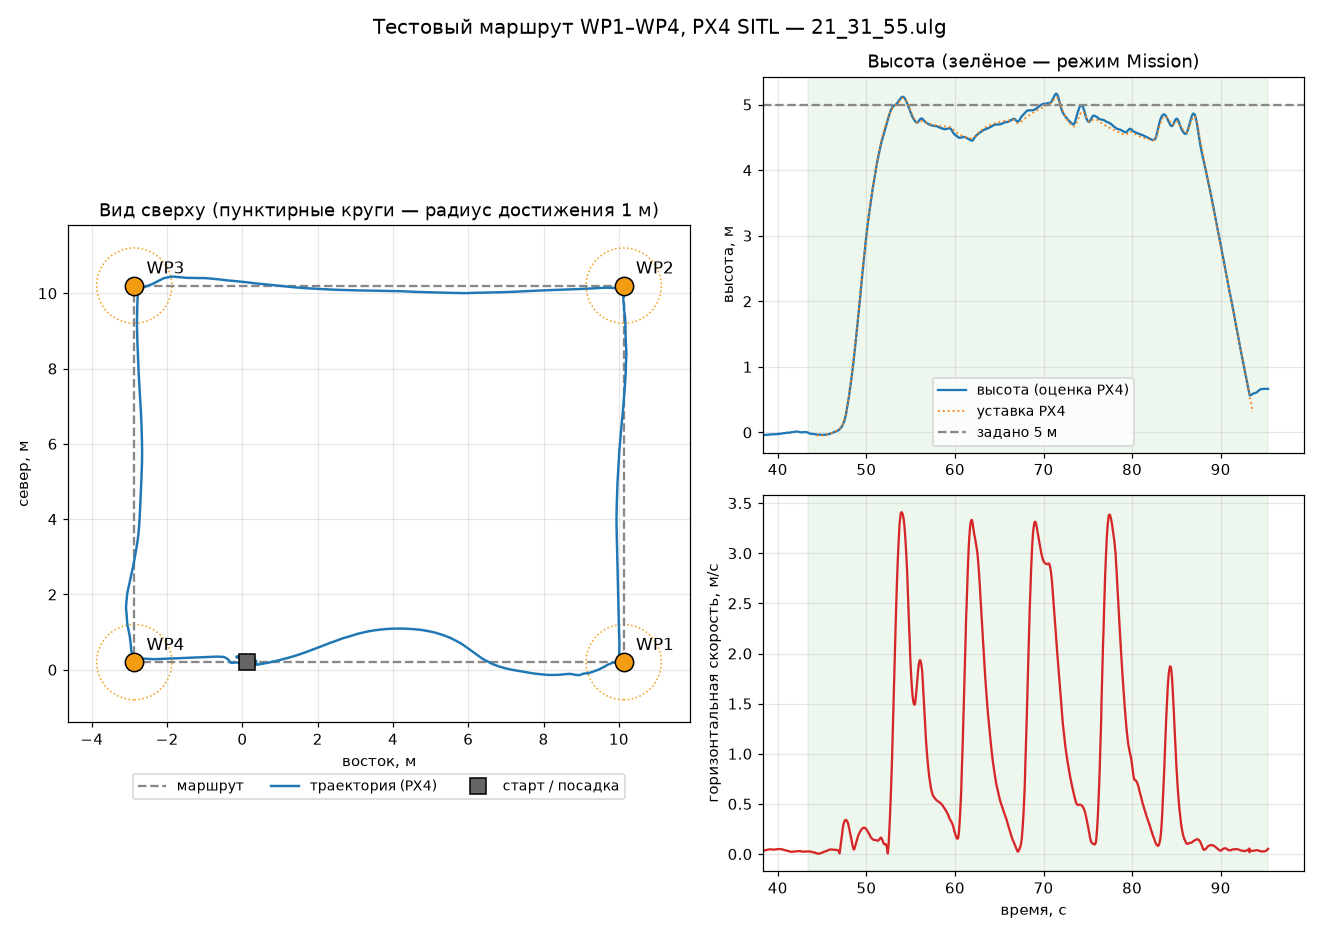 Тестовый маршрут WP1–WP4, PX4 SITL — 21_31_55.ulg
Вид сверху (пунктирные круги — радиус достижения 1 м)
WP3
WP2
WP4
WP1
север, м
10
8
6
4
2
0
−4
−2
0
2
4
6
8
10
восток, м
маршрут
траектория (PX4)
старт / посадка
Высота (зелёное — режим Mission)
высота, м
5
4
3
2
1
0
высота (оценка PX4)
уставка PX4
задано 5 м
40
50
60
70
80
90
горизонтальная скорость, м/с
3.5
3.0
2.5
2.0
1.5
1.0
0.5
0.0
40
50
60
70
80
90
время, с